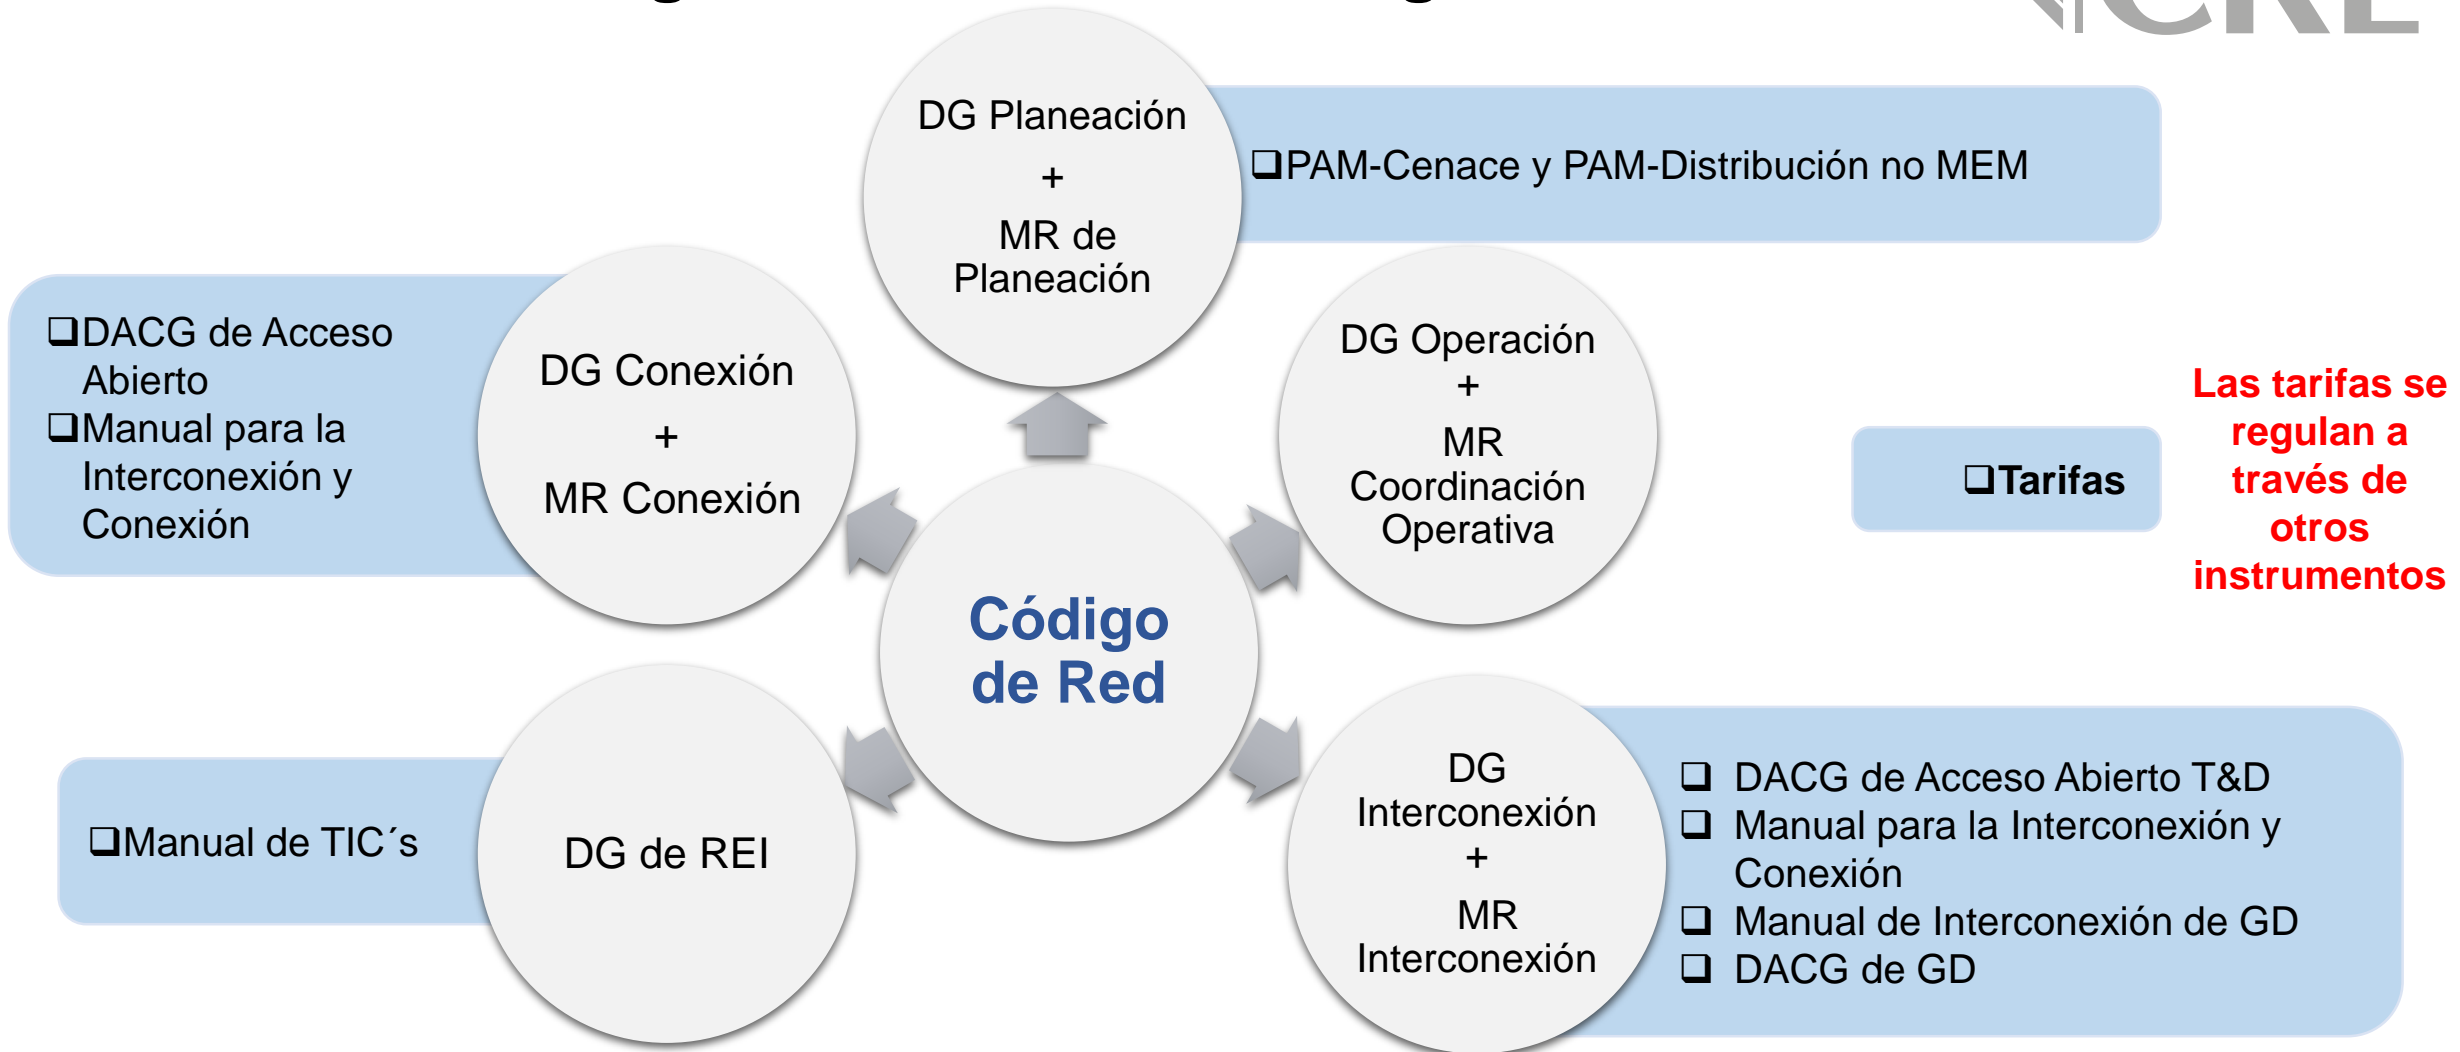 CRE
DG Planeación
+
MR de
Planeación
❑PAM-Cenace y PAM-Distribución no MEM
❑DACG de Acceso
Abierto
❑Manual para la
Interconexión y
Conexión
DG Conexión
+
MR Conexión
DG Operación
+
MR
Coordinación
Operativa
❑Tarifas
Las tarifas se
regulan a
través de
otros
instrumentos
Código
de Red
❑Manual de TIC´s
DG de REI
DG
Interconexión
+
MR
Interconexión
❑ DACG de Acceso Abierto T&D
❑ Manual para la Interconexión y
Conexión
❑ Manual de Interconexión de GD
❑ DACG de GD